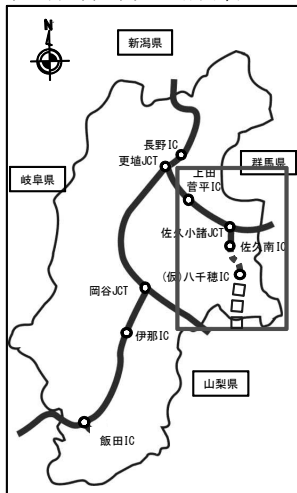 N
新潟県
長野IC
更埴JCT
群馬県
岐阜県
上田
菅平IC
佐久小諸JCT
佐久南IC
(仮)八千穂IC
岡谷JCT
伊那IC
山梨県
飯田IC